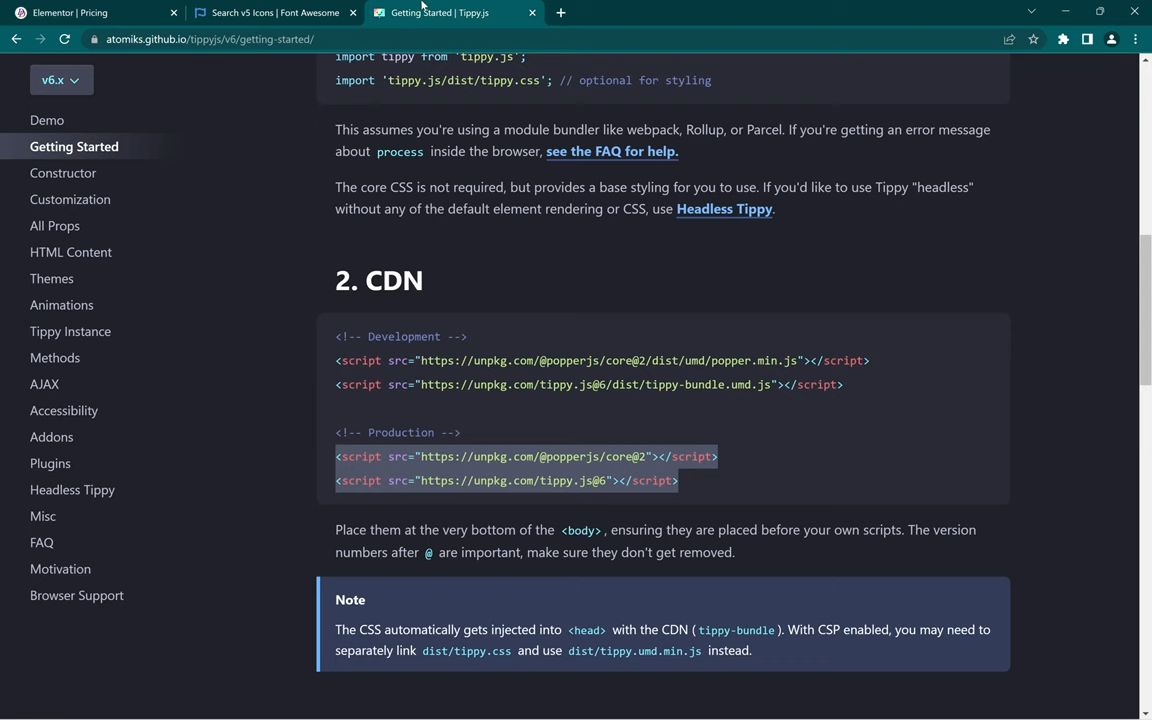 Elementor | Pricing
Search v5 Icons | Font Awesome
Getting Started | Tippy.js
atomiks.github.io/tippyjs/v6/getting-started/
v6.x
Demo
Getting Started
Constructor
Customization
All Props
HTML Content
Themes
Animations
Tippy Instance
Methods
AJAX
Accessibility
Addons
Plugins
Headless Tippy
Misc
FAQ
Motivation
Browser Support
import tippy from 'tippy.js';
import 'tippy.js/dist/tippy.css'; // optional for styling
This assumes you're using a module bundler like webpack, Rollup, or Parcel. If you're getting an error message
about process inside the browser, see the FAQ for help.
The core CSS is not required, but provides a base styling for you to use. If you'd like to use Tippy "headless"
without any of the default element rendering or CSS, use Headless Tippy.
2. CDN
<!-- Development -->
<script src="https://unpkg.com/@popperjs/core@2/dist/umd/popper.min.js"></script>
<script src="https://unpkg.com/tippy.js@6/dist/tippy-bundle.umd.js"></script>
<!-- Production -->
<script src="https://unpkg.com/@popperjs/core@2"></script>
<script src="https://unpkg.com/tippy.js@6"></script>
Place them at the very bottom of the <body>, ensuring they are placed before your own scripts. The version
numbers after @ are important, make sure they don't get removed.
Note
The CSS automatically gets injected into <head> with the CDN (tippy-bundle). With CSP enabled, you may need to
separately link dist/tippy.css and use dist/tippy.umd.min.js instead.